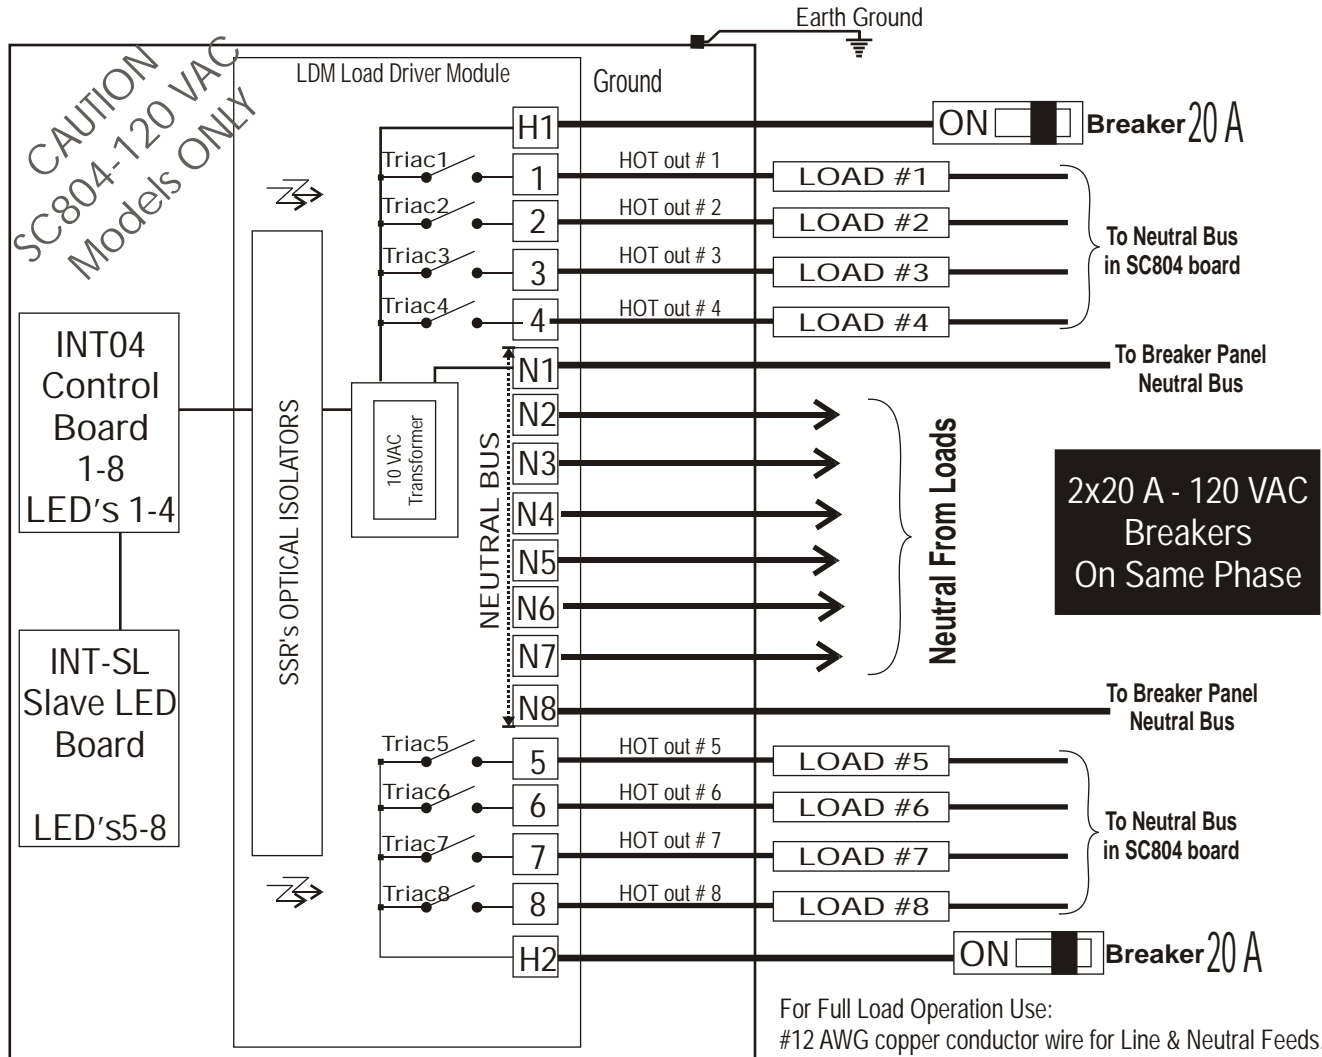 Earth Ground
CAUTION
SC804-120 VAC
Models ONLY
LDM Load Driver Module
Ground
H1
ON
Breaker 20 A
Triac1
1
HOT out # 1
LOAD #1
Triac2
2
HOT out # 2
LOAD #2
Triac3
3
HOT out # 3
LOAD #3
Triac4
4
HOT out # 4
LOAD #4
To Neutral Bus
in SC804 board
INT04
Control
Board
1-8
LED's 1-4
INT-SL
Slave LED
Board
LED's5-8
SSR's OPTICAL ISOLATORS
10 VAC
Transformer
NEUTRAL BUS
N1
To Breaker Panel
Neutral Bus
N2
N3
N4
N5
N6
N7
Neutral From Loads
2x20 A - 120 VAC
Breakers
On Same Phase
N8
To Breaker Panel
Neutral Bus
Triac5
5
HOT out # 5
LOAD #5
Triac6
6
HOT out # 6
LOAD #6
Triac7
7
HOT out # 7
LOAD #7
Triac8
8
HOT out # 8
LOAD #8
To Neutral Bus
in SC804 board
H2
ON
Breaker 20 A
For Full Load Operation Use:
#12 AWG copper conductor wire for Line & Neutral Feeds.